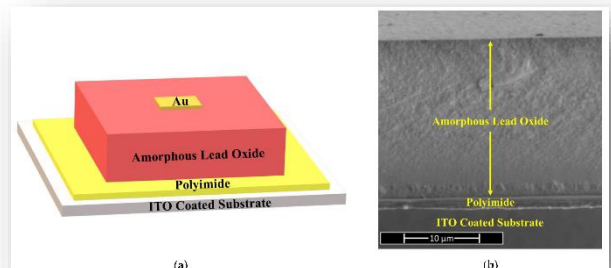 Au
Amorphous Lead Oxide
Polyimide
ITO Coated Substrate
(a)
Amorphous Lead Oxide
Polyimide
ITO Coated Substrate
10 µm
(b)